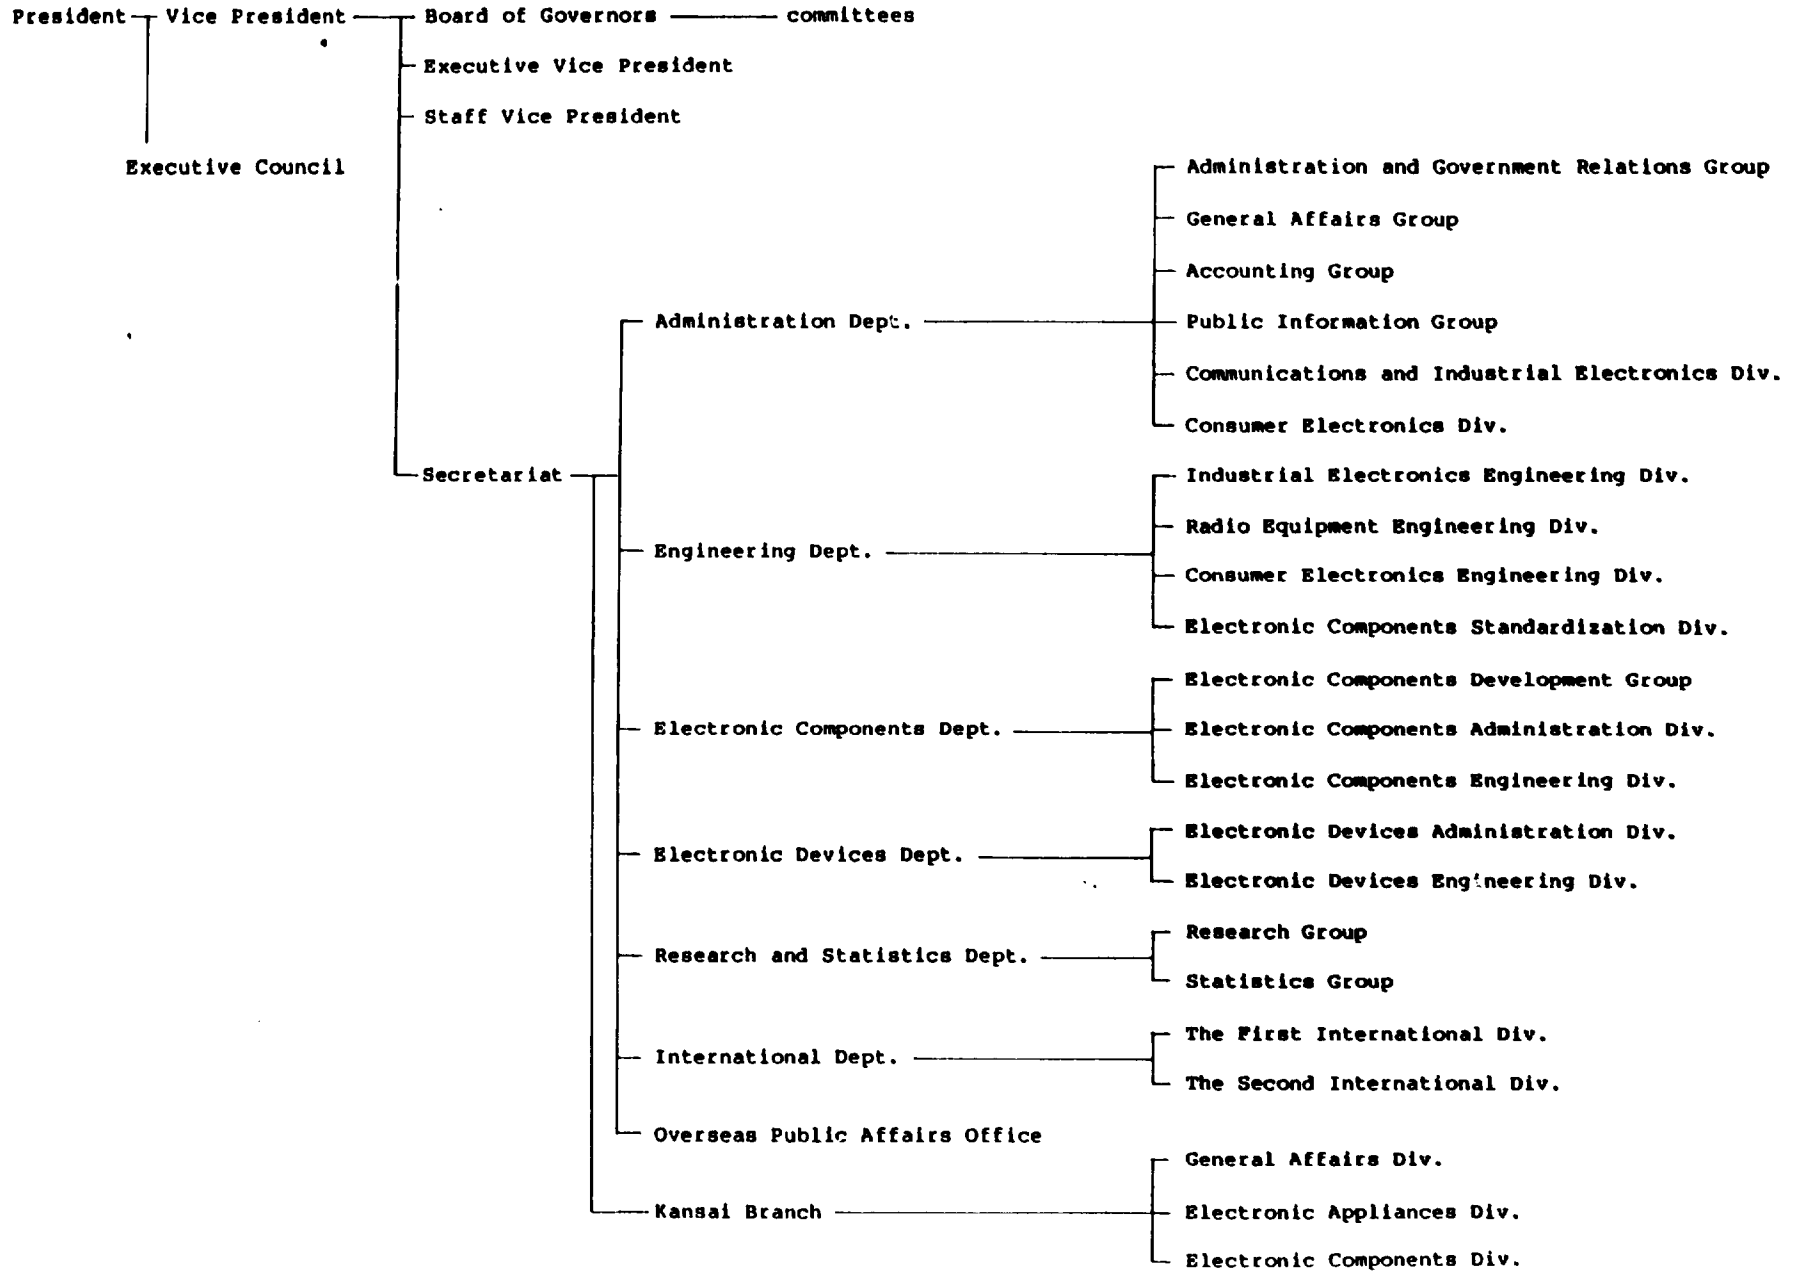 President Vice President Board of Governors committees
Executive Vice President
Staff Vice President
Executive Council
Administration and Government Relations Group
General Affairs Group
Accounting Group
Administration Dept.
Public Information Group
Communications and Industrial Electronics Div.
Consumer Electronics Div.
Secretariat
Industrial Electronics Engineering Div.
Radio Equipment Engineering Div.
Engineering Dept.
Consumer Electronics Engineering Div.
Electronic Components Standardization Div.
Electronic Components Development Group
Electronic Components Dept.
Electronic Components Administration Div.
Electronic Components Engineering Div.
Electronic Devices Administration Div.
Electronic Devices Dept.
Electronic Devices Engineering Div.
Research Group
Research and Statistics Dept.
Statistics Group
The First International Div.
International Dept.
The Second International Div.
Overseas Public Affairs Office
General Affairs Div.
Kansai Branch
Electronic Appliances Div.
Electronic Components Div.